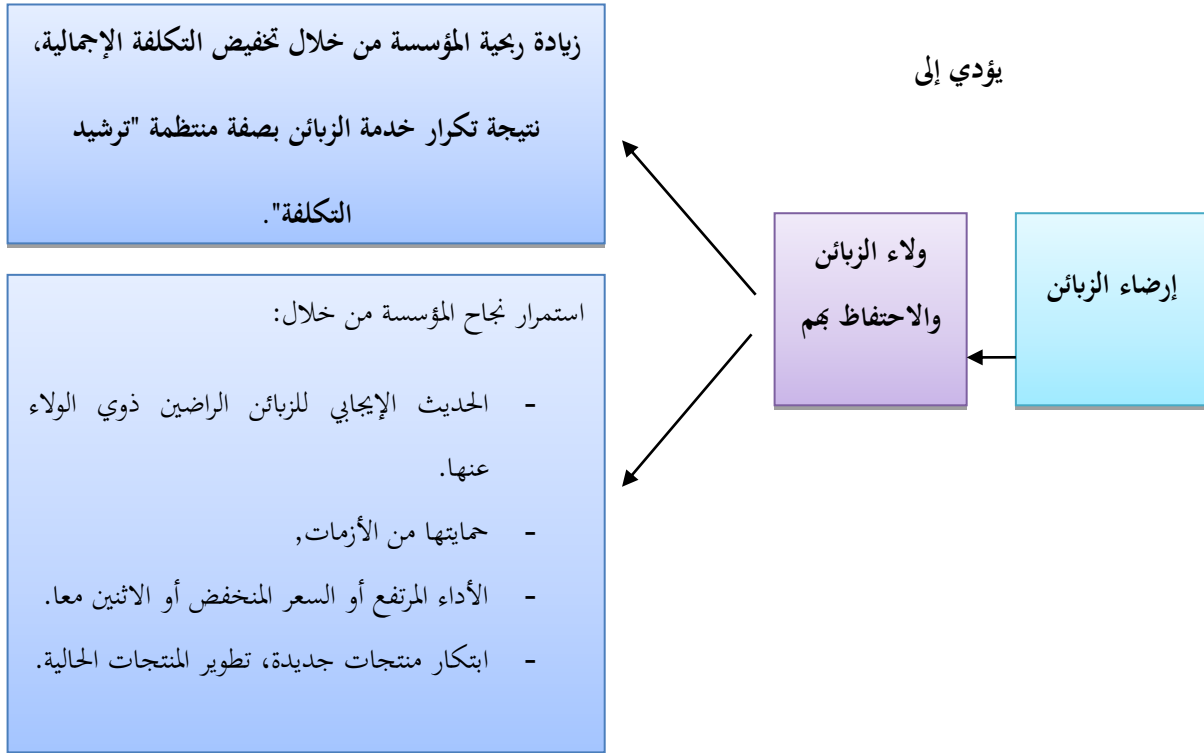 يؤدي إلى
إرضاء الزبائن
ولاء الزبائن
والاحتفاظ بهم
زيادة ربحية المؤسسة من خلال تخفيض التكلفة الإجمالية،
نتيجة تكرار خدمة الزبائن بصفة منتظمة "ترشيد
التكلفة".
استمرار نجاح المؤسسة من خلال:
- الحديث الإيجابي للزبائن الراضين ذوي الولاء
عنها.
- حمايتها من الأزمات,
- الأداء المرتفع أو السعر المنخفض أو الاثنين معا.
- ابتكار منتجات جديدة، تطوير المنتجات الحالية.